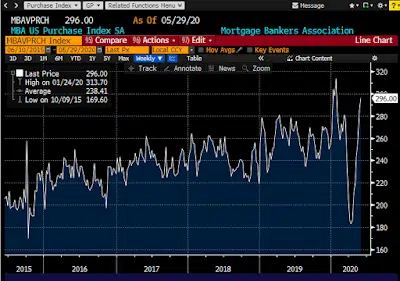 Purchase Index GP Related Functions Menu Message
MBAVPRCH 296.00 As Of 05/29/20
MBA US Purchase Index SA Mortgage Bankers Association
MBAVPRCH Index Compare Actions Edit Line Chart
05/29/2020 Last Px Local CCY Mov Avgs Key Events
1D 3D 1M 6M YTD 1Y 5Y Max Weekly Table Chart Content
Track Annotate News Zoom
Last Price 296.00
High on 01/24/20 313.70
Average 238.41
Low on 10/09/15 169.60
320
300
296.00
280
260
240
220
200
180
160
2015 2016 2017 2018 2019 2020